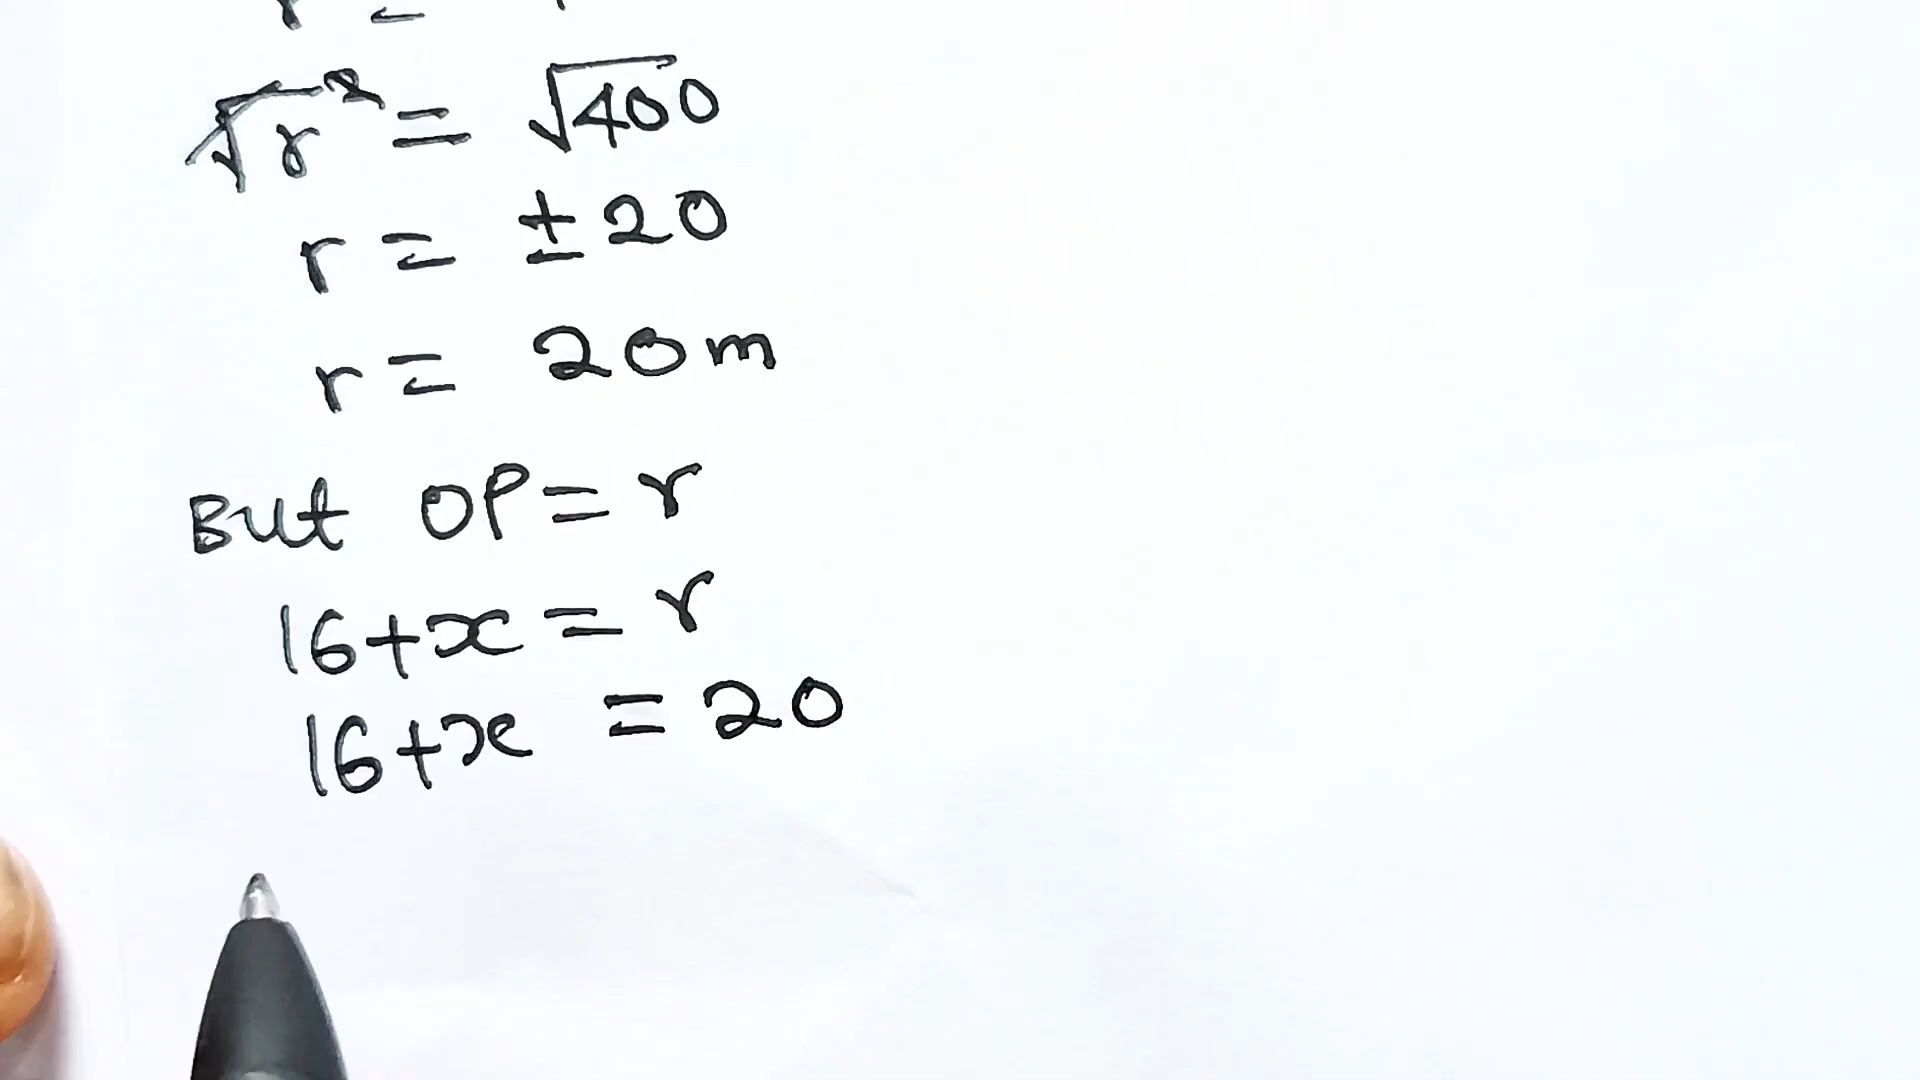 √r² = √400
r = ±20
r = 20m
But OP = r
16+x = r
16+x = 20